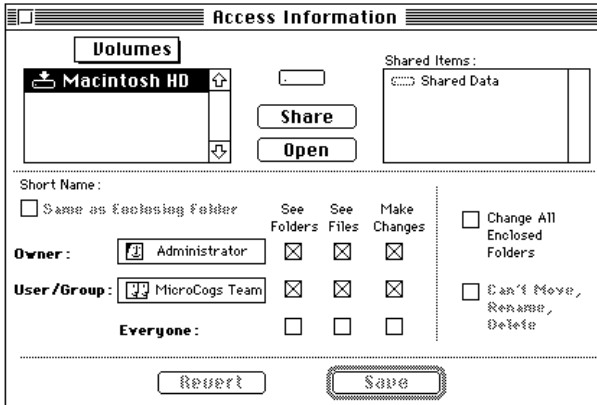 Access Information
Volumes
Shared Items:
Macintosh HD
Shared Data
Share
Open
Short Name:
Same as Enclosing Folder
See Folders
See Files
Make Changes
Change All
Enclosed
Folders
Owner:
Administrator
User/Group:
MicroCogs Team
Can't Move,
Rename,
Delete
Everyone:
Revert
Save